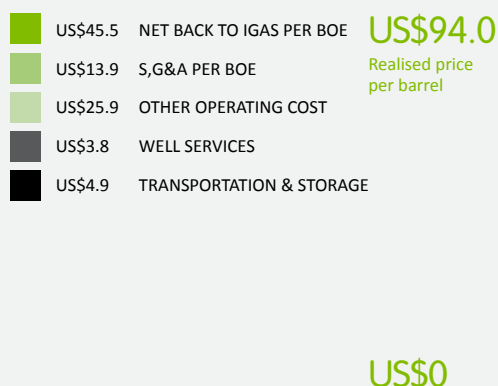 US$45.5 NET BACK TO IGAS PER BOE
US$13.9 S,G&A PER BOE
US$25.9 OTHER OPERATING COST
US$3.8 WELL SERVICES
US$4.9 TRANSPORTATION & STORAGE
US$94.0
Realised price
per barrel
US$0